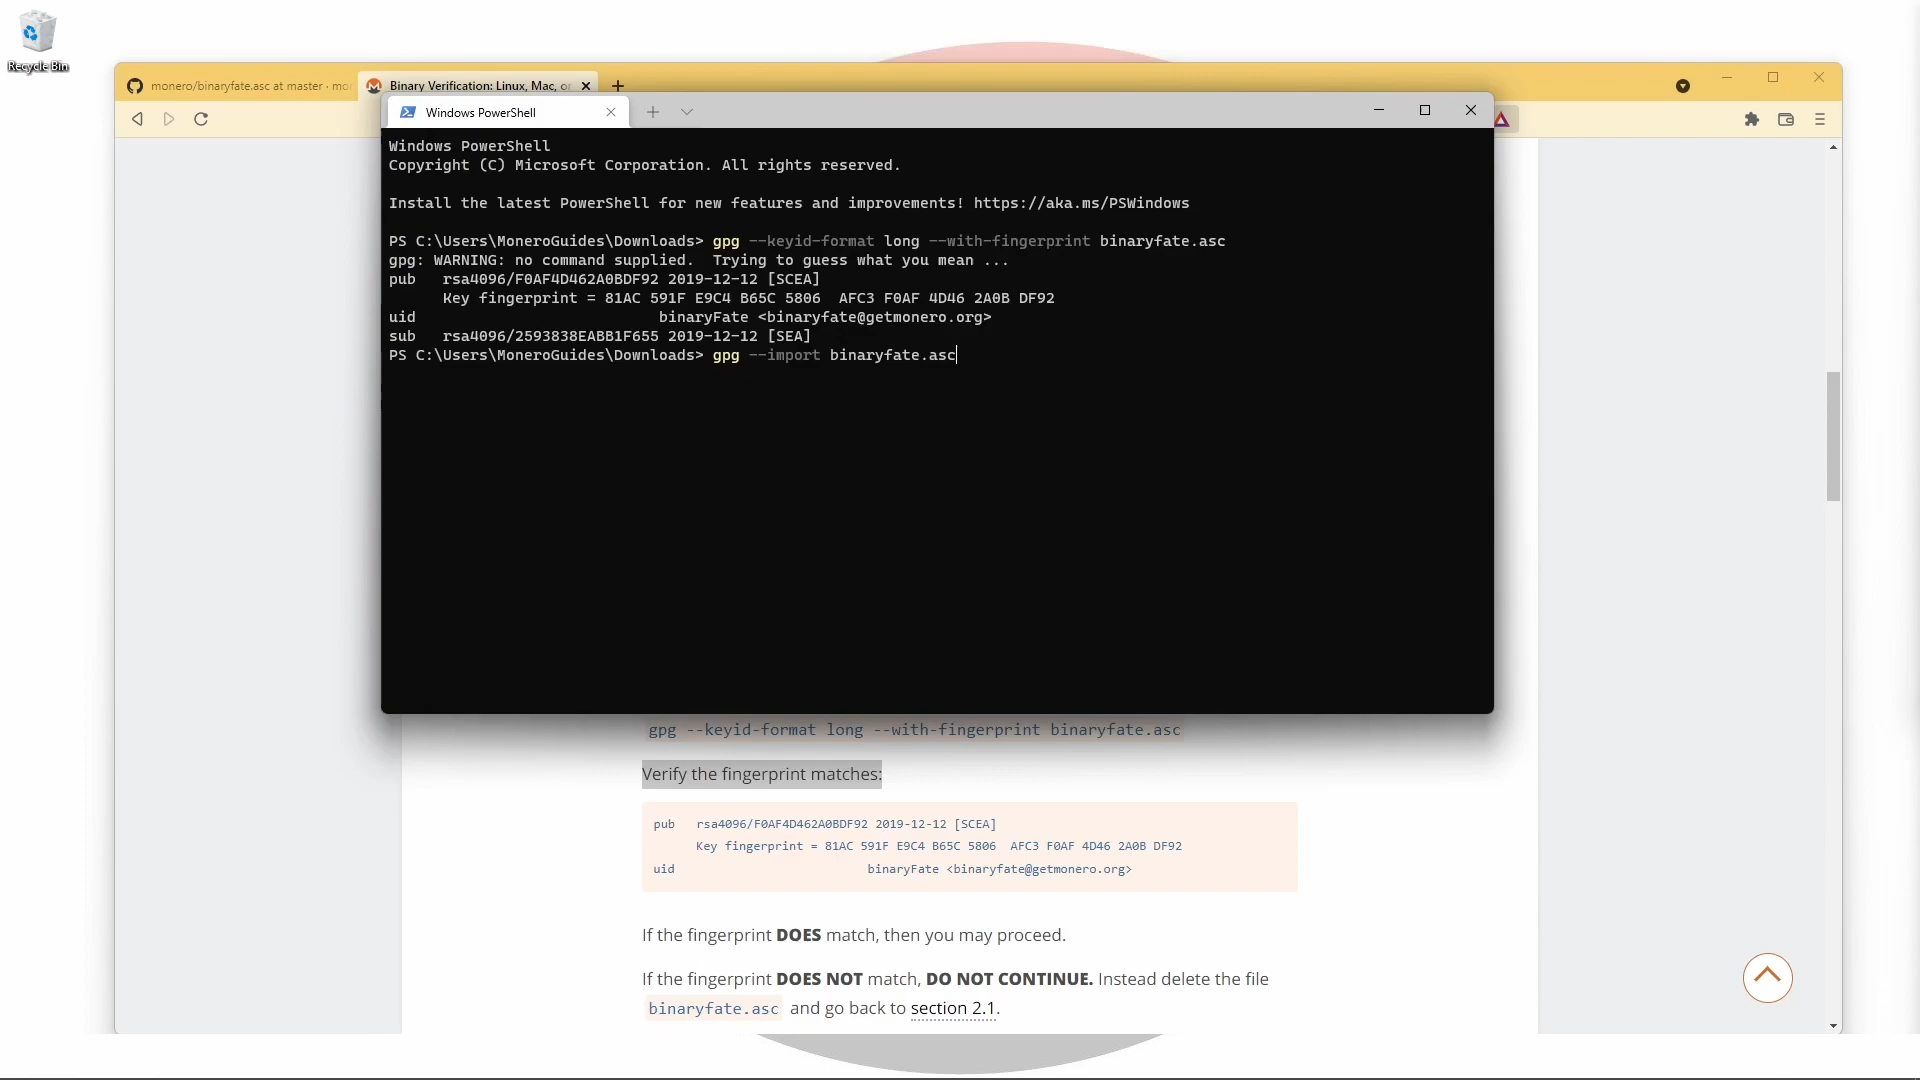 Recycle Bin
monero/binaryfate.asc at master · mo
Binary Verification: Linux, Mac, or
Windows PowerShell
Windows PowerShell
Copyright (C) Microsoft Corporation. All rights reserved.
Install the latest PowerShell for new features and improvements! https://aka.ms/PSWindows
PS C:\Users\MoneroGuides\Downloads> gpg --keyid-format long --with-fingerprint binaryfate.asc
gpg: WARNING: no command supplied.  Trying to guess what you mean ...
pub   rsa4096/F0AF4D462A0BDF92 2019-12-12 [SCEA]
      Key fingerprint = 81AC 591F E9C4 B65C 5806  AFC3 F0AF 4D46 2A0B DF92
uid                           binaryFate <binaryfate@getmonero.org>
sub   rsa4096/2593838EABB1F655 2019-12-12 [SEA]
PS C:\Users\MoneroGuides\Downloads> gpg --import binaryfate.asc
gpg --keyid-format long --with-fingerprint binaryfate.asc
Verify the fingerprint matches:
pub   rsa4096/F0AF4D462A0BDF92 2019-12-12 [SCEA]
      Key fingerprint = 81AC 591F E9C4 B65C 5806  AFC3 F0AF 4D46 2A0B DF92
uid                           binaryFate <binaryfate@getmonero.org>
If the fingerprint DOES match, then you may proceed.
If the fingerprint DOES NOT match, DO NOT CONTINUE. Instead delete the file
binaryfate.asc and go back to section 2.1.